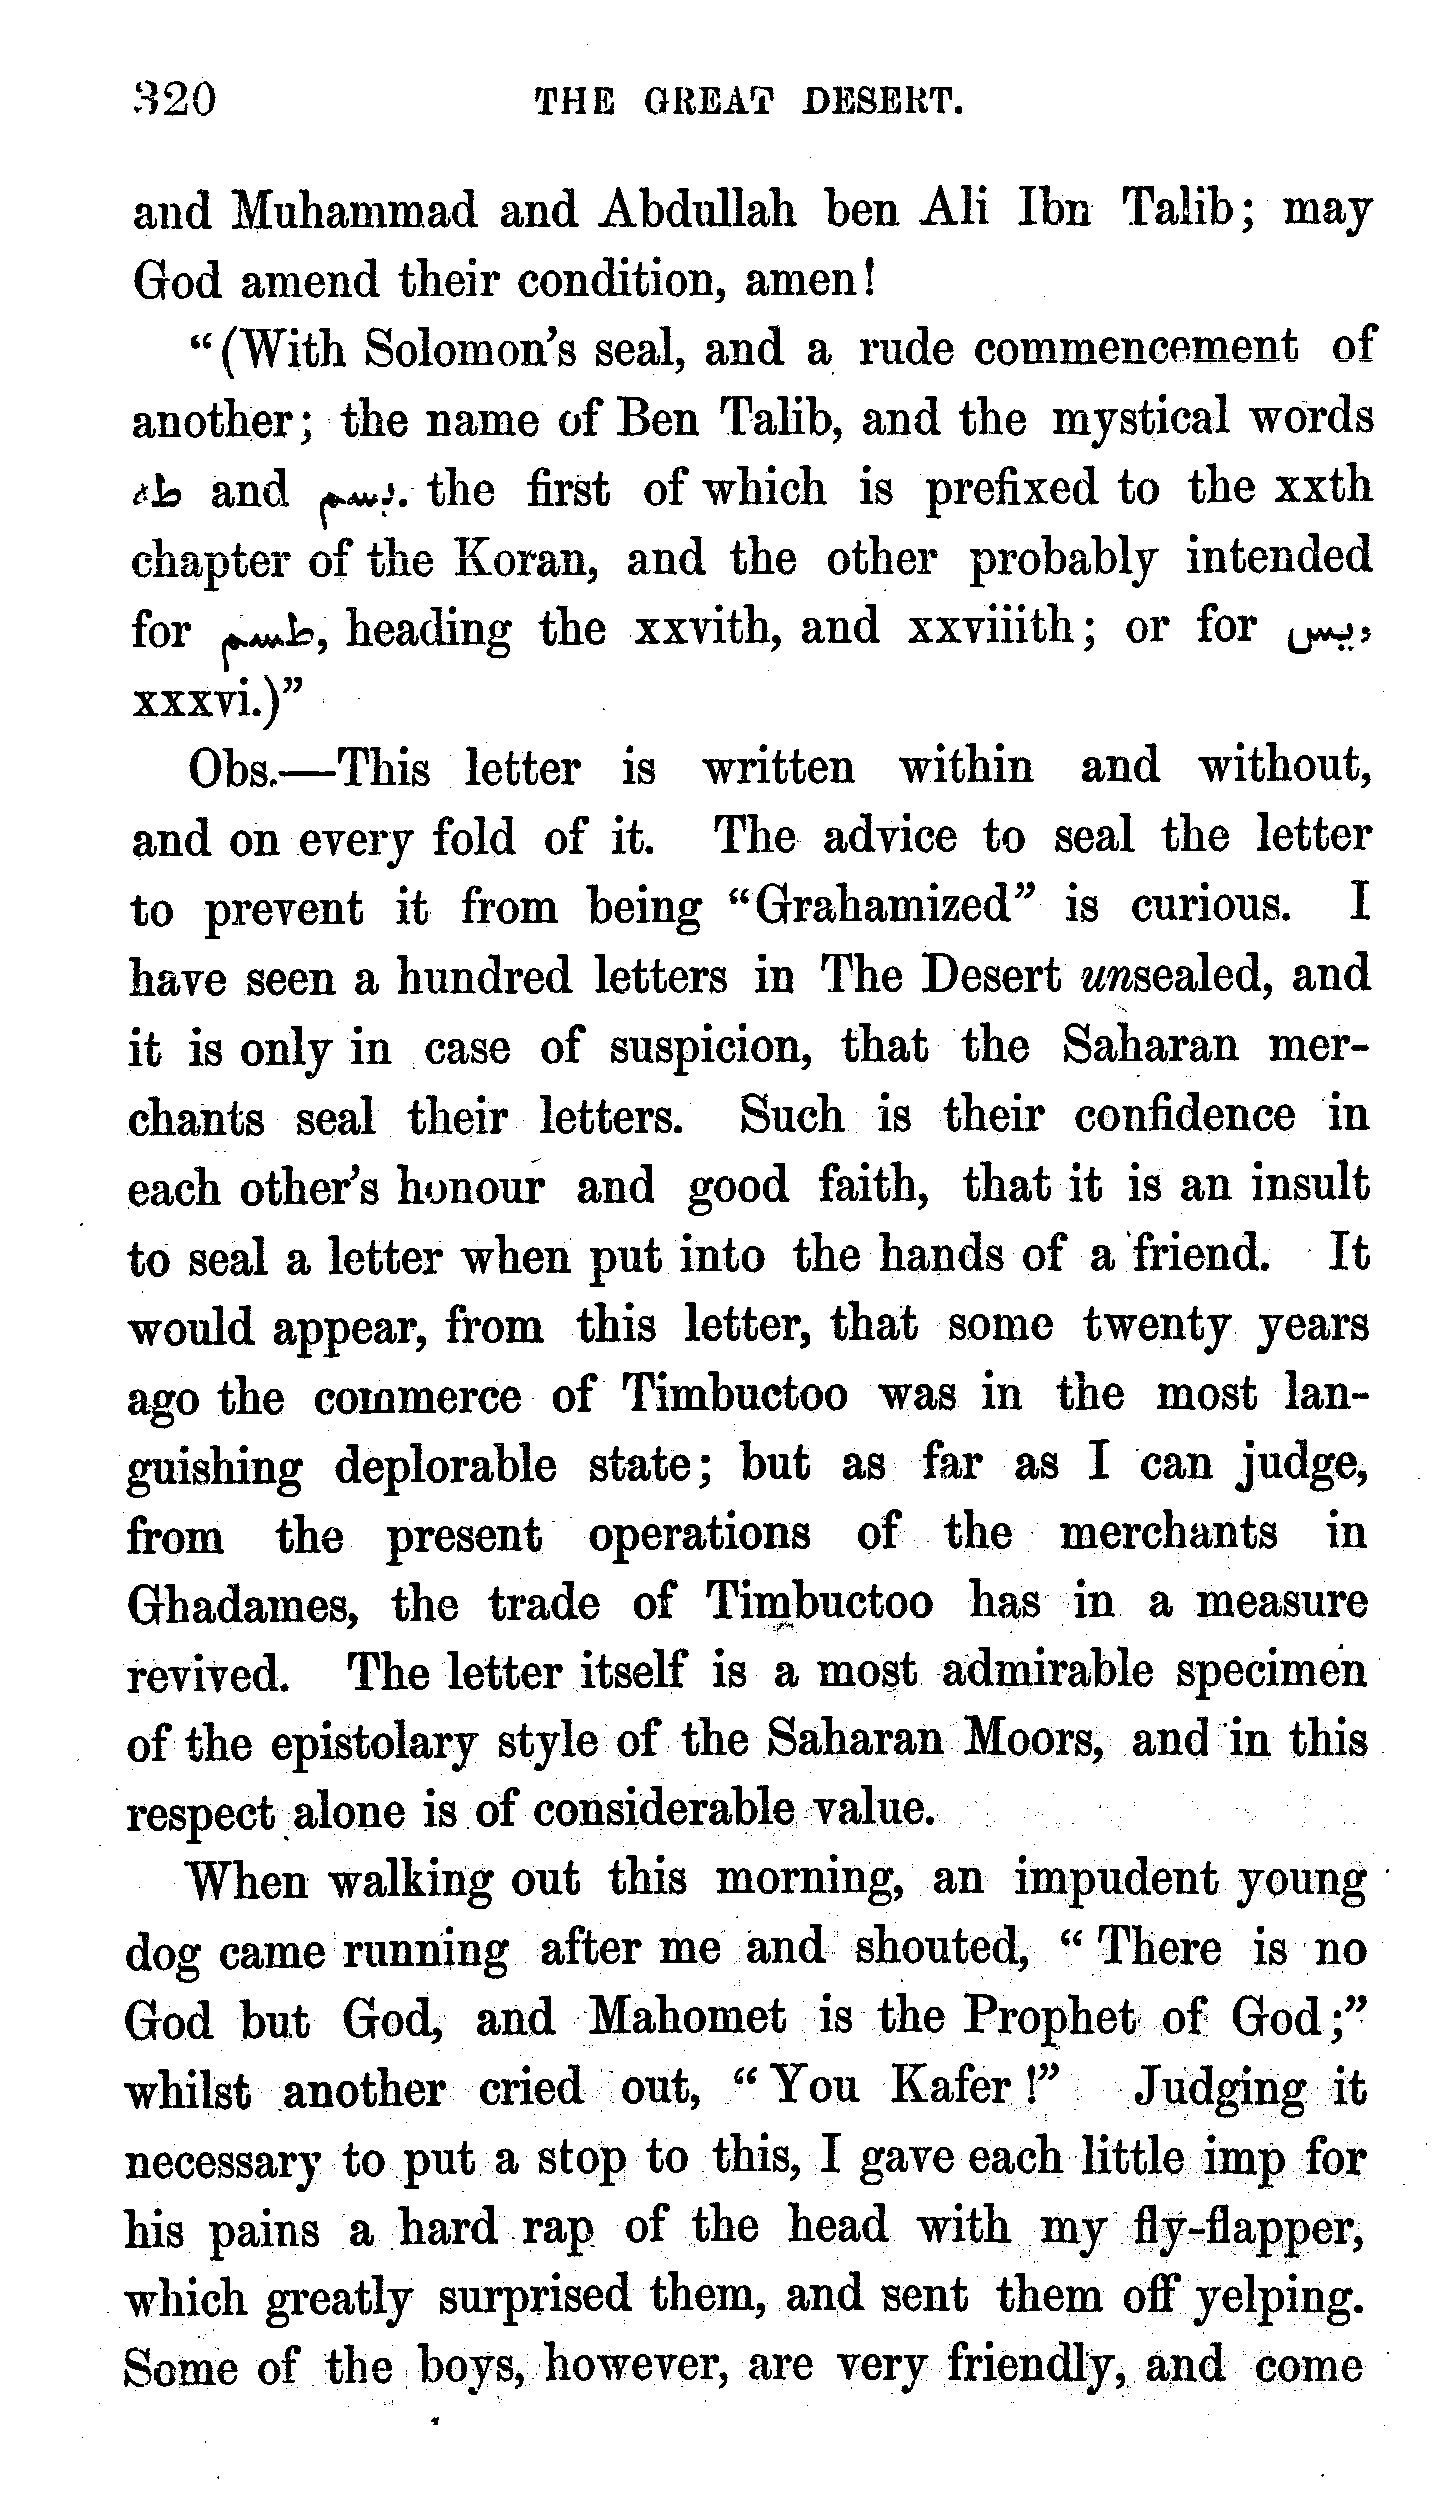 320 THE GREAT DESERT.
and Muhammad and Abdullah ben Ali Ibn Talib; may
God amend their condition, amen!
“(With Solomon’s seal, and a rude commencement of
another; the name of Ben Talib, and the mystical words
طه and بسم. the first of which is prefixed to the xxth
chapter of the Koran, and the other probably intended
for طسم, heading the xxvith, and xxviiith; or for يس,
xxxvi.)”
Obs.—This letter is written within and without,
and on every fold of it. The advice to seal the letter
to prevent it from being “Grahamized” is curious. I
have seen a hundred letters in The Desert unsealed, and
it is only in case of suspicion, that the Saharan mer-
chants seal their letters. Such is their confidence in
each other’s honour and good faith, that it is an insult
to seal a letter when put into the hands of a friend. It
would appear, from this letter, that some twenty years
ago the commerce of Timbuctoo was in the most lan-
guishing deplorable state; but as far as I can judge,
from the present operations of the merchants in
Ghadames, the trade of Timbuctoo has in a measure
revived. The letter itself is a most admirable specimen
of the epistolary style of the Saharan Moors, and in this
respect alone is of considerable value.
When walking out this morning, an impudent young
dog came running after me and shouted, “There is no
God but God, and Mahomet is the Prophet of God;”
whilst another cried out, “You Kafer!” Judging it
necessary to put a stop to this, I gave each little imp for
his pains a hard rap of the head with my fly-flapper,
which greatly surprised them, and sent them off yelping.
Some of the boys, however, are very friendly, and come